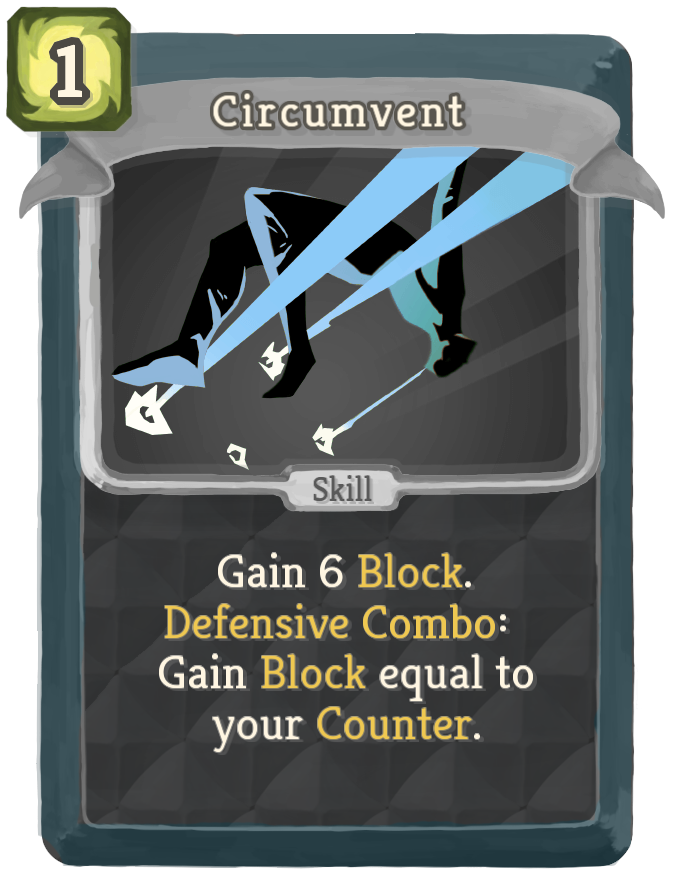 1
Circumvent
Skill
Gain 6 Block.
Defensive Combo:
Gain Block equal to
your Counter.